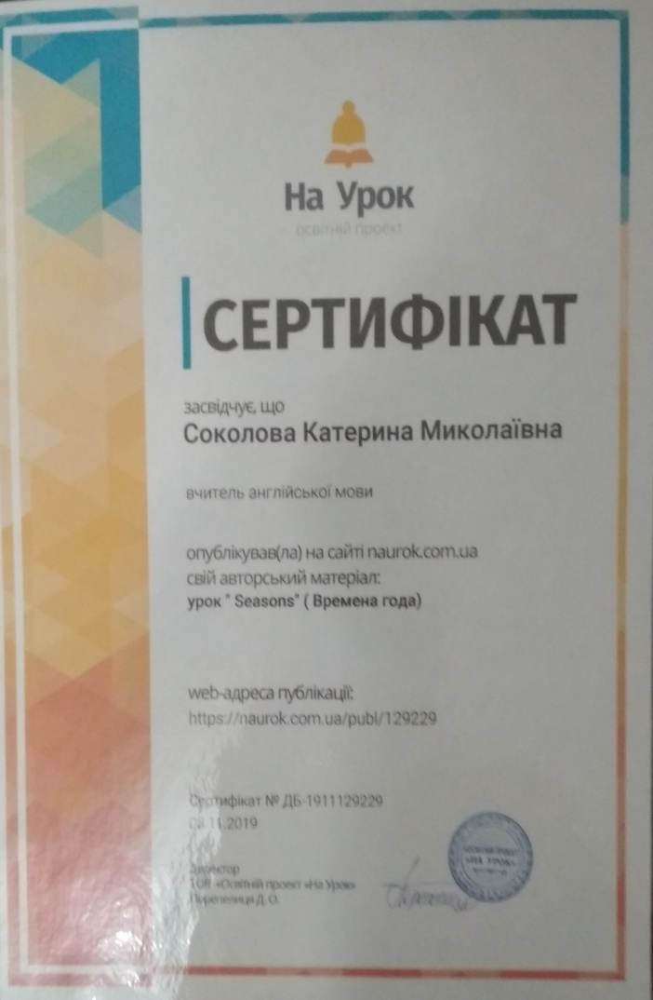 На Урок
освітній проект
СЕРТИФІКАТ
засвідчує, що
Соколова Катерина Миколаївна
вчитель англійської мови
опублікував(ла) на сайті naurok.com.ua
свій авторський матеріал:
урок " Seasons" ( Времена года)
web-адреса публікації:
https://naurok.com.ua/publ/129229
Сертифікат № ДБ-1911129229
08.11.2019
Директор
ТОВ «Освітній проект «На Урок»
Перепелиця Д. О.
«НА УРОК»